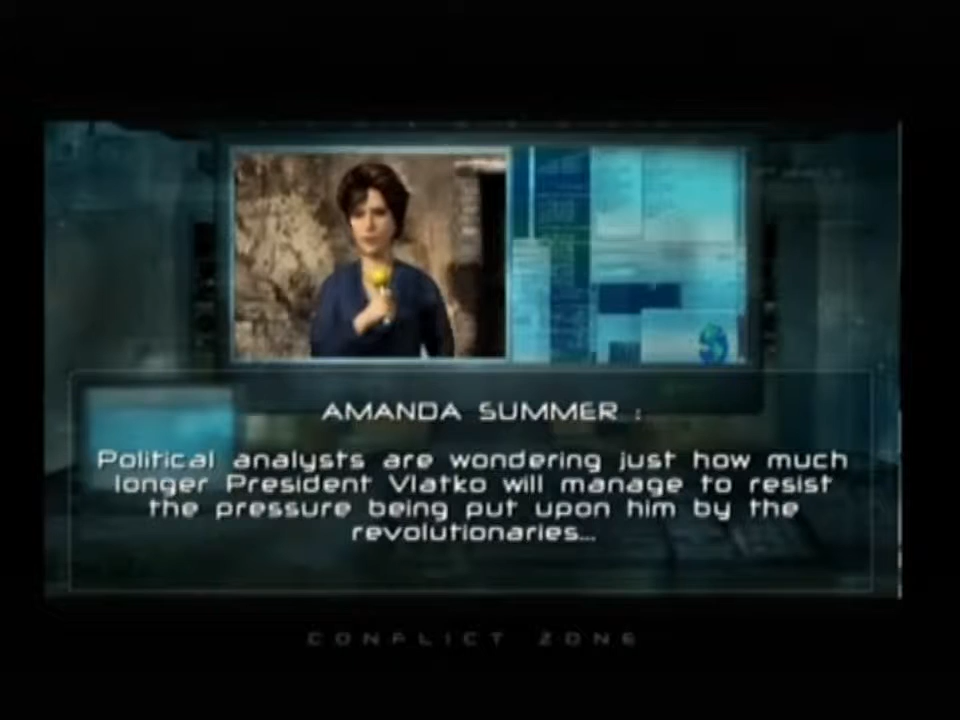 AMANDA SUMMER :
Political analysts are wondering just how much
longer President Vlatko will manage to resist
the pressure being put upon him by the
revolutionaries...
CONFLICT ZONE